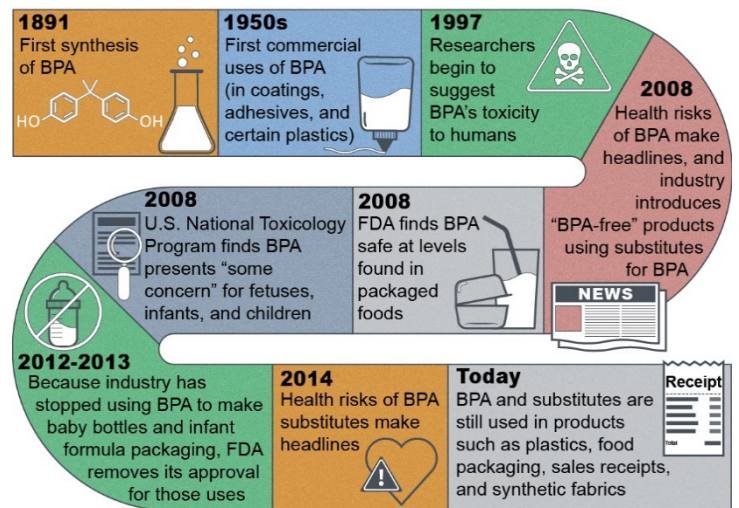 1891
First synthesis
of BPA
HO
OH
1950s
First commercial
uses of BPA
(in coatings,
adhesives, and
certain plastics)
1997
Researchers
begin to
suggest
BPA's toxicity
to humans
2008
Health risks
of BPA make
headlines, and
industry
introduces
"BPA-free" products
using substitutes
for BPA
NEWS
2008
FDA finds BPA
safe at levels
found in
packaged
foods
2008
U.S. National Toxicology
Program finds BPA
presents "some
concern" for fetuses,
infants, and children
2012-2013
Because industry has
stopped using BPA to make
baby bottles and infant
formula packaging, FDA
removes its approval
for those uses
2014
Health risks of BPA
substitutes make
headlines
!
Today
BPA and substitutes are
still used in products
such as plastics, food
packaging, sales receipts,
and synthetic fabrics
Receipt
Total